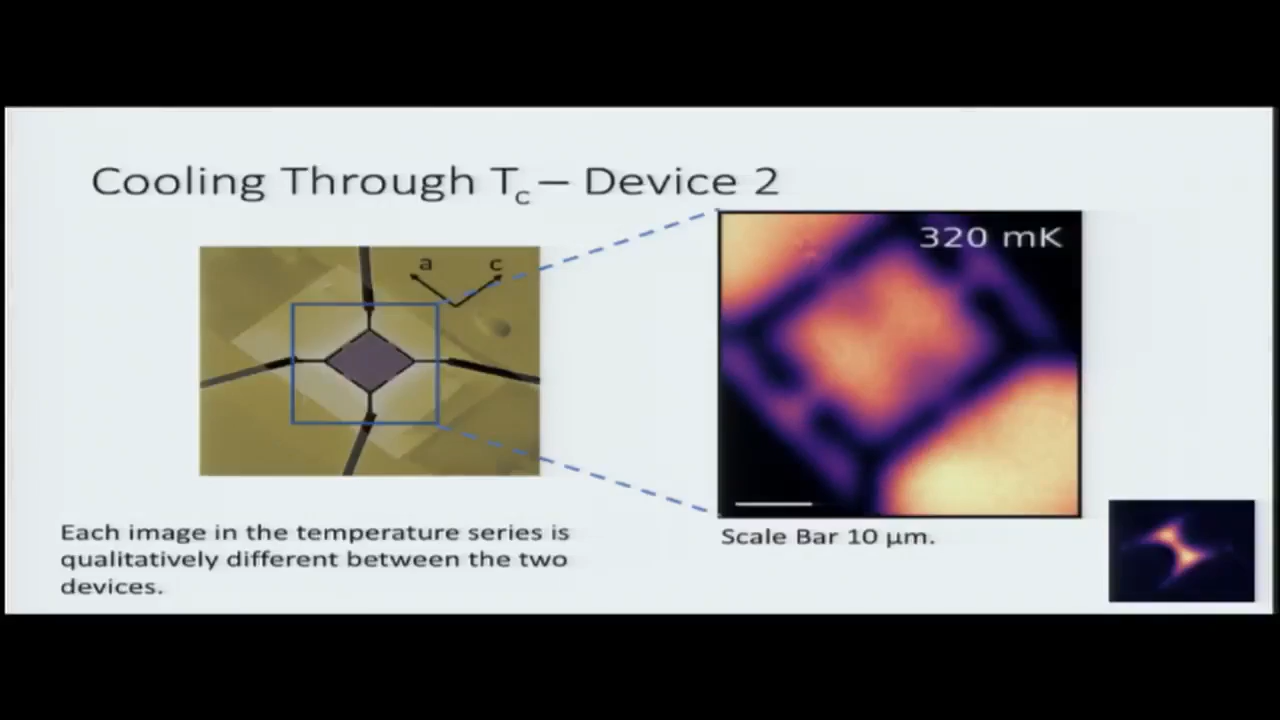 Cooling Through Tc – Device 2
a
c
320 mK
Each image in the temperature series is
qualitatively different between the two
devices.
Scale Bar 10 µm.